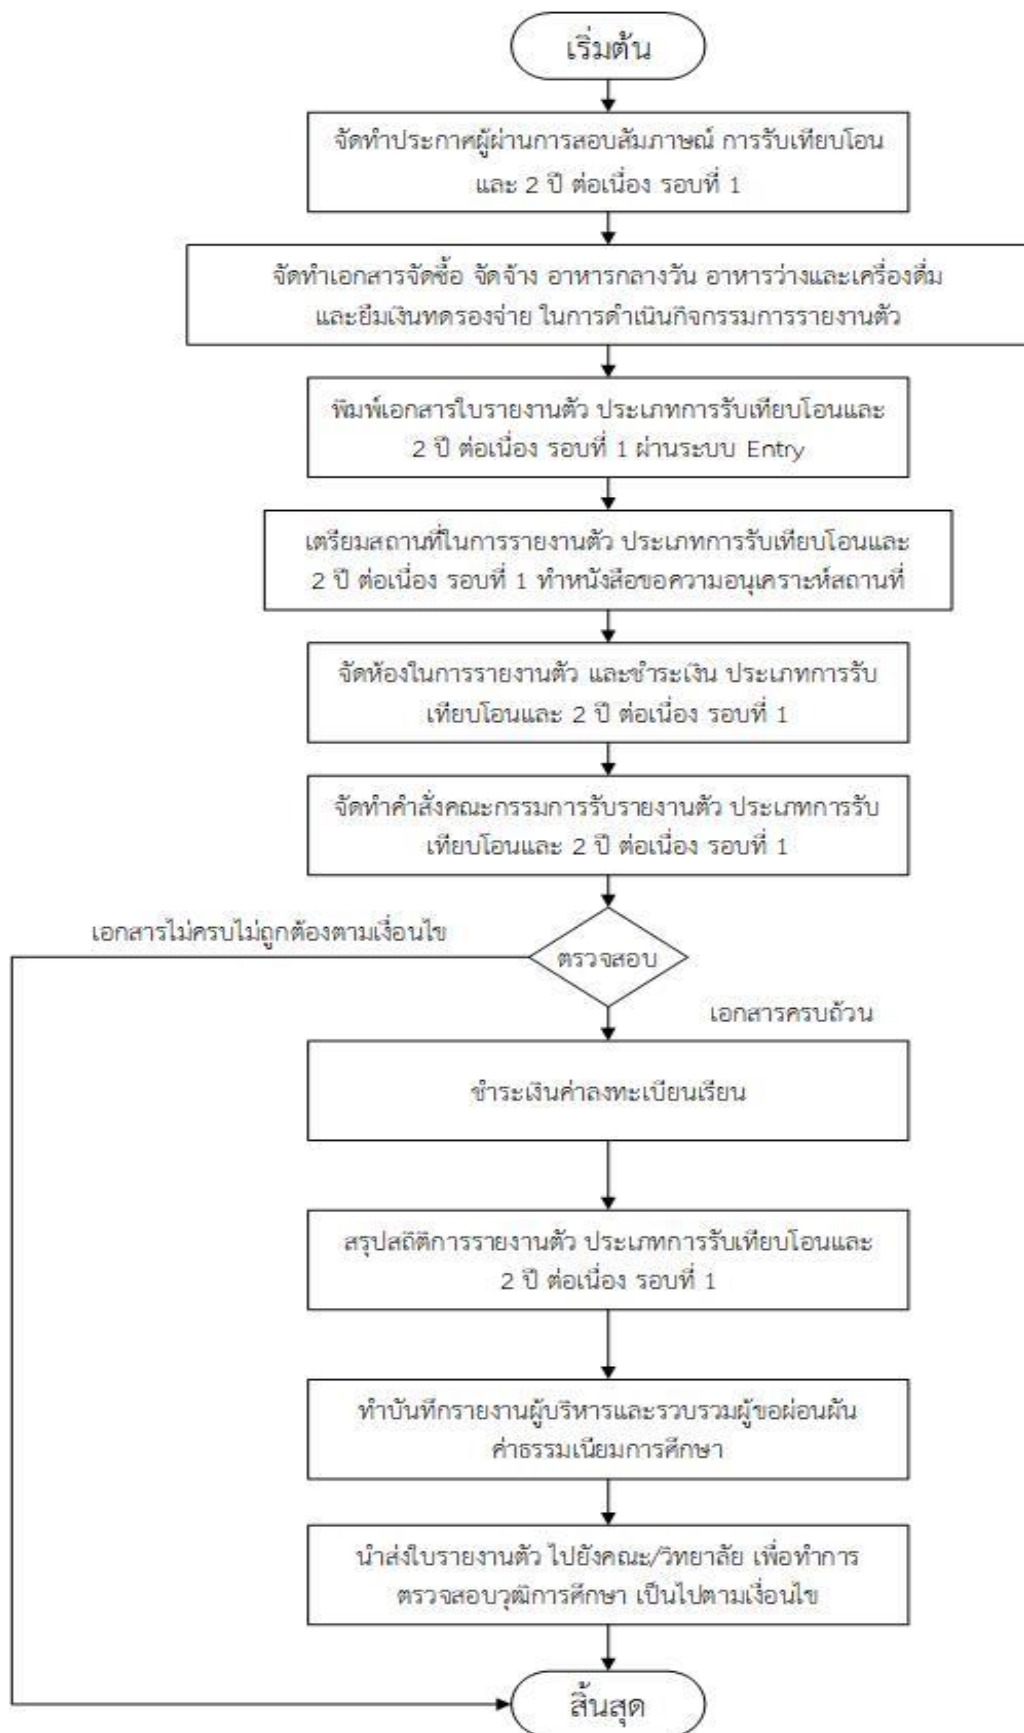 เริ่มต้น
จัดทำประกาศผู้ผ่านการสอบสัมภาษณ์ การรับเทียบโอน
และ 2 ปี ต่อเนื่อง รอบที่ 1
จัดทำเอกสารจัดซื้อ จัดจ้าง อาหารกลางวัน อาหารว่างและเครื่องดื่ม
และยืมเงินทดรองจ่าย ในการดำเนินกิจกรรมการรายงานตัว
พิมพ์เอกสารใบรายงานตัว ประเภทการรับเทียบโอนและ
2 ปี ต่อเนื่อง รอบที่ 1 ผ่านระบบ Entry
เตรียมสถานที่ในการรายงานตัว ประเภทการรับเทียบโอนและ
2 ปี ต่อเนื่อง รอบที่ 1 ทำหนังสือขอความอนุเคราะห์สถานที่
จัดห้องในการรายงานตัว และชำระเงิน ประเภทการรับ
เทียบโอนและ 2 ปี ต่อเนื่อง รอบที่ 1
จัดทำคำสั่งคณะกรรมการรับรายงานตัว ประเภทการรับ
เทียบโอนและ 2 ปี ต่อเนื่อง รอบที่ 1
เอกสารไม่ครบไม่ถูกต้องตามเงื่อนไข
ตรวจสอบ
เอกสารครบถ้วน
ชำระเงินค่าลงทะเบียนเรียน
สรุปสถิติการรายงานตัว ประเภทการรับเทียบโอนและ
2 ปี ต่อเนื่อง รอบที่ 1
ทำบันทึกรายงานผู้บริหารและรวบรวมผู้ขอผ่อนผัน
ค่าธรรมเนียมการศึกษา
นำส่งใบรายงานตัว ไปยังคณะ/วิทยาลัย เพื่อทำการ
ตรวจสอบวุฒิการศึกษา เป็นไปตามเงื่อนไข
สิ้นสุด